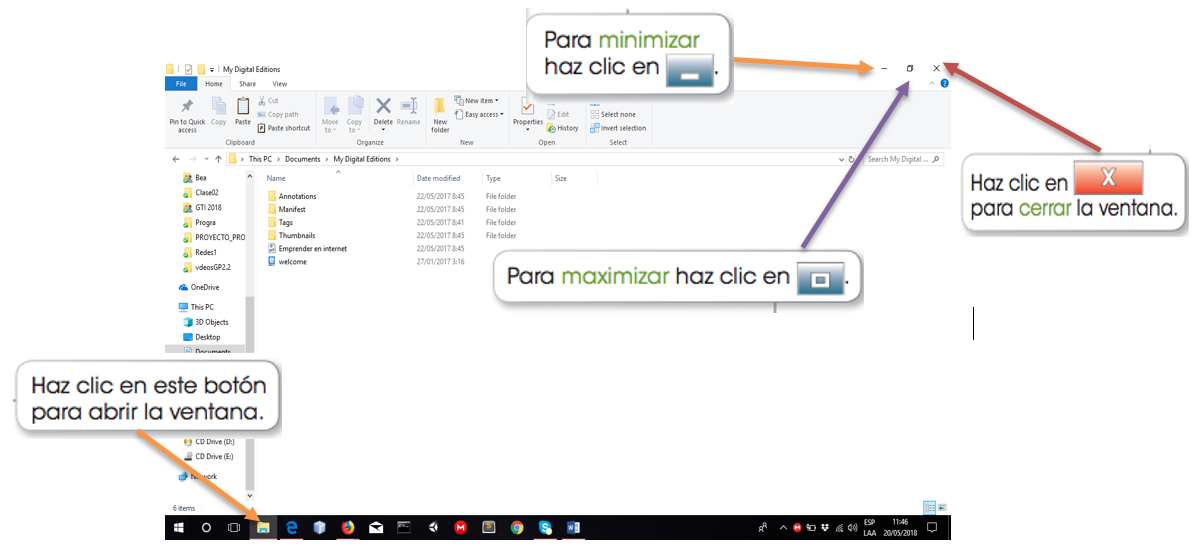 Para minimizar
haz clic en .
My Digital Editions
File Home Share View
Pin to Quick
access
Copy
Paste
Cut
Copy path
Paste shortcut
Clipboard
Move
to
Copy
to
Delete
Rename
Organize
New
folder
New item
Easy access
New
Properties
Edit
History
Open
Select none
Invert selection
Select
This PC > Documents > My Digital Editions >
Search My Digital ...
Name Date modified Type Size
Annotations 22/05/2017 8:45 File folder
Manifest 22/05/2017 8:45 File folder
Tags 22/05/2017 8:41 File folder
Thumbnails 22/05/2017 8:45 File folder
Emprender en internet 22/05/2017 8:45
welcome 27/01/2017 3:16
Bea
Clase02
GTI 2018
Progra
PROYECTO_PRO
Redes1
vdeosGP2.2
OneDrive
This PC
3D Objects
Desktop
Documents
Haz clic en X
para cerrar la ventana.
Para maximizar haz clic en .
Haz clic en este botón
para abrir la ventana.
CD Drive (D:)
CD Drive (E:)
Network
6 items
ESP
LAA
11:46
20/05/2018